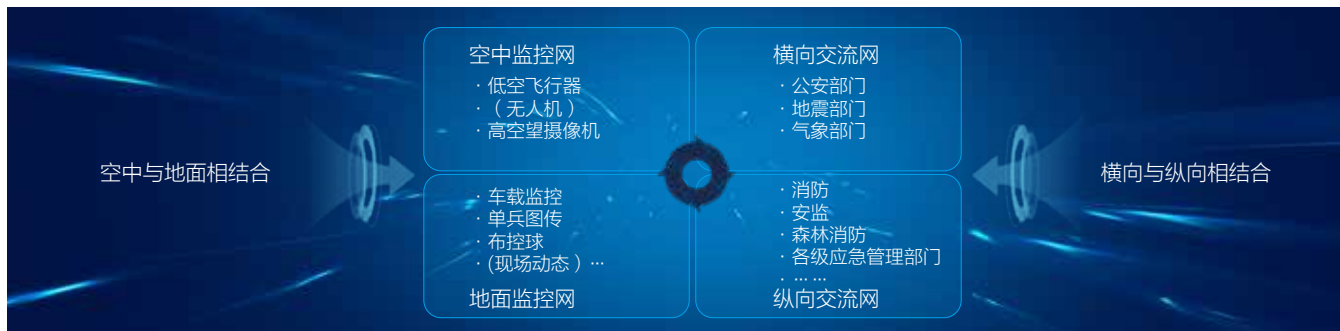 空中与地面相结合
空中监控网
· 低空飞行器
· （无人机）
· 高空望摄像机
· 车载监控
· 单兵图传
· 布控球
· (现场动态 ）…
地面监控网
横向交流网
· 公安部门
· 地震部门
· 气象部门
· 消防
· 安监
· 森林消防
· 各级应急管理部门
· … …
纵向交流网
横向与纵向相结合